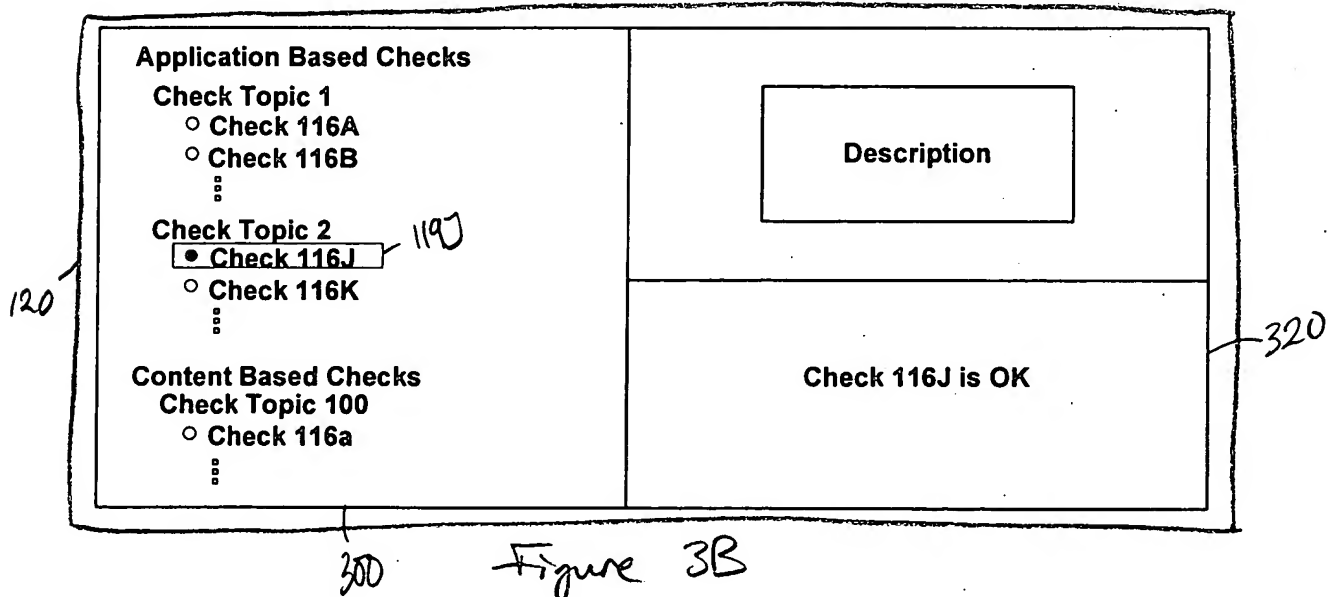 Application Based Checks
Check Topic 1
Check 116A
Check 116B
Check Topic 2
Check 116J
119J
Check 116K
Content Based Checks
Check Topic 100
Check 116a
Description
Check 116J is OK
120
320
300
Figure 3B